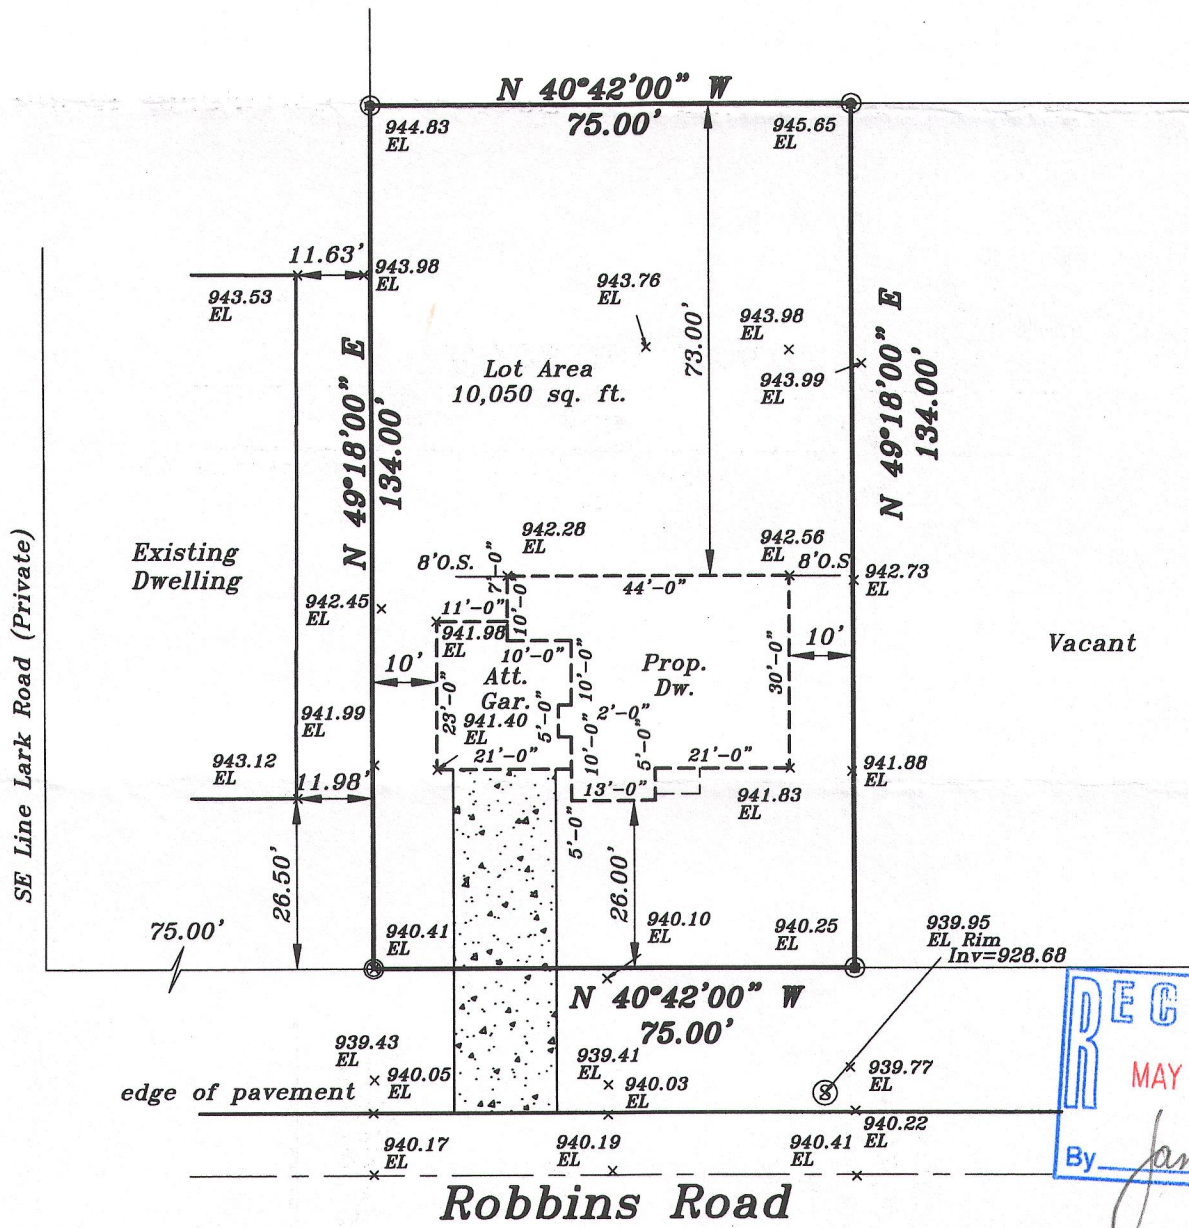 N 40°42'00" W
75.00'
944.83
EL
945.65
EL
11.63'
943.98
EL
943.53
EL
943.76
EL
943.98
EL
943.99
EL
73.00'
Lot Area
10,050 sq. ft.
N 49°18'00" E
134.00'
N 49°18'00" E
134.00'
SE Line Lark Road (Private)
Existing
Dwelling
942.28
EL
942.56
EL
8'O.S.
8'O.S.
7'-0"
44'-0"
942.73
EL
942.45
EL
11'-0"
941.98
EL
10'-0"
10'-0"
10'
Att.
Gar.
10'-0"
Prop.
Dw.
30'-0"
10'
Vacant
23'-0"
941.40
EL
5'-0"
2'-0"
941.99
EL
21'-0"
10'-0"
5'-0"
21'-0"
943.12
EL
11.98'
13'-0"
941.83
EL
941.88
EL
5'-0"
26.50'
26.00'
75.00'
940.41
EL
940.10
EL
940.25
EL
939.95
EL Rim
Inv=928.68
N 40°42'00" W
75.00'
REC
MAY
By
939.43
EL
939.41
EL
939.77
EL
edge of pavement
940.05
EL
940.03
EL
S
940.22
EL
940.17
EL
940.19
EL
940.41
EL
Robbins Road